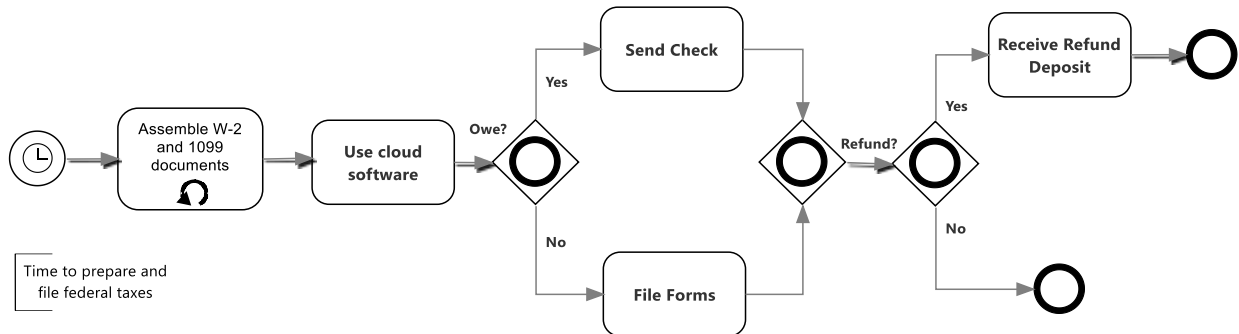 Assemble W-2
and 1099
documents
Use cloud
software
Owe?
Yes
Send Check
No
File Forms
Refund?
Yes
Receive Refund
Deposit
No
Time to prepare and
file federal taxes